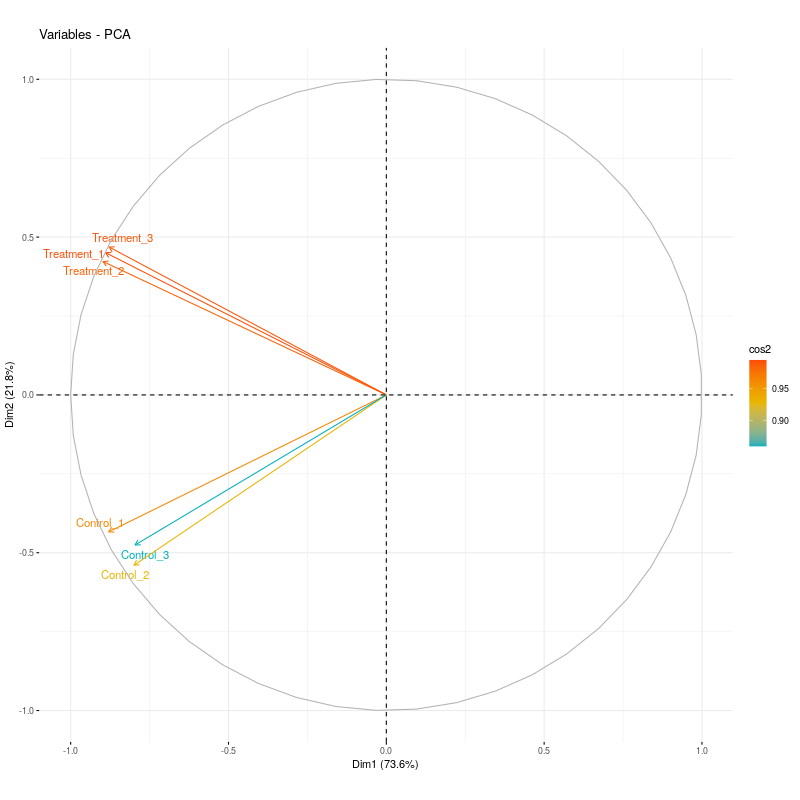 Variables - PCA
1.0
0.5
0.0
-0.5
-1.0
Dim2 (21.8%)
Treatment_3
Treatment_1
Treatment_2
Control_1
Control_3
Control_2
-1.0
-0.5
0.0
0.5
1.0
Dim1 (73.6%)
cos2
0.95
0.90